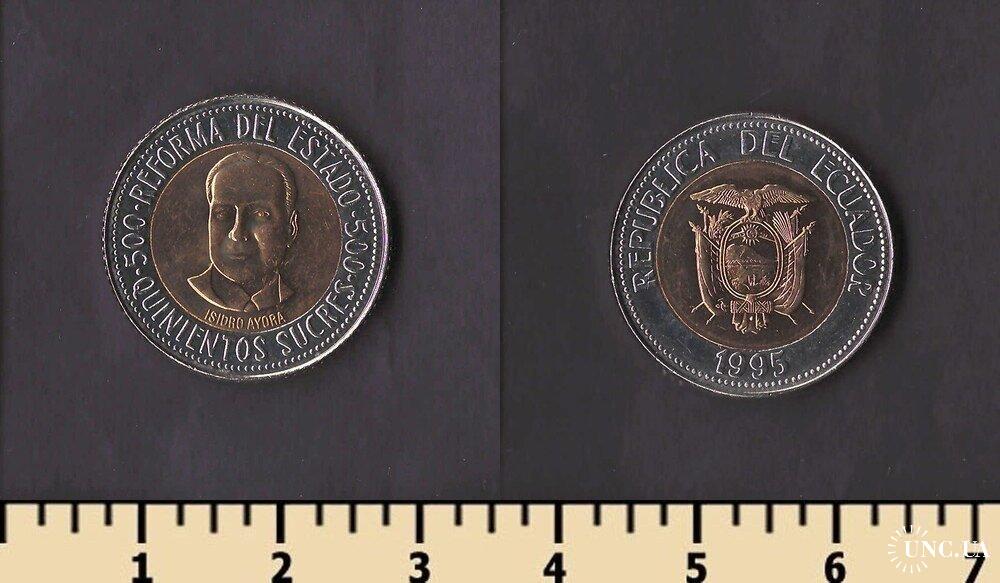 ·500·REFORMA DEL ESTADO·500·
QUINIENTOS SUCRES
ISIDRO AYORA
REPUBLICA DEL ECUADOR
1995
1 2 3 4 5 6 7
UNC.UA